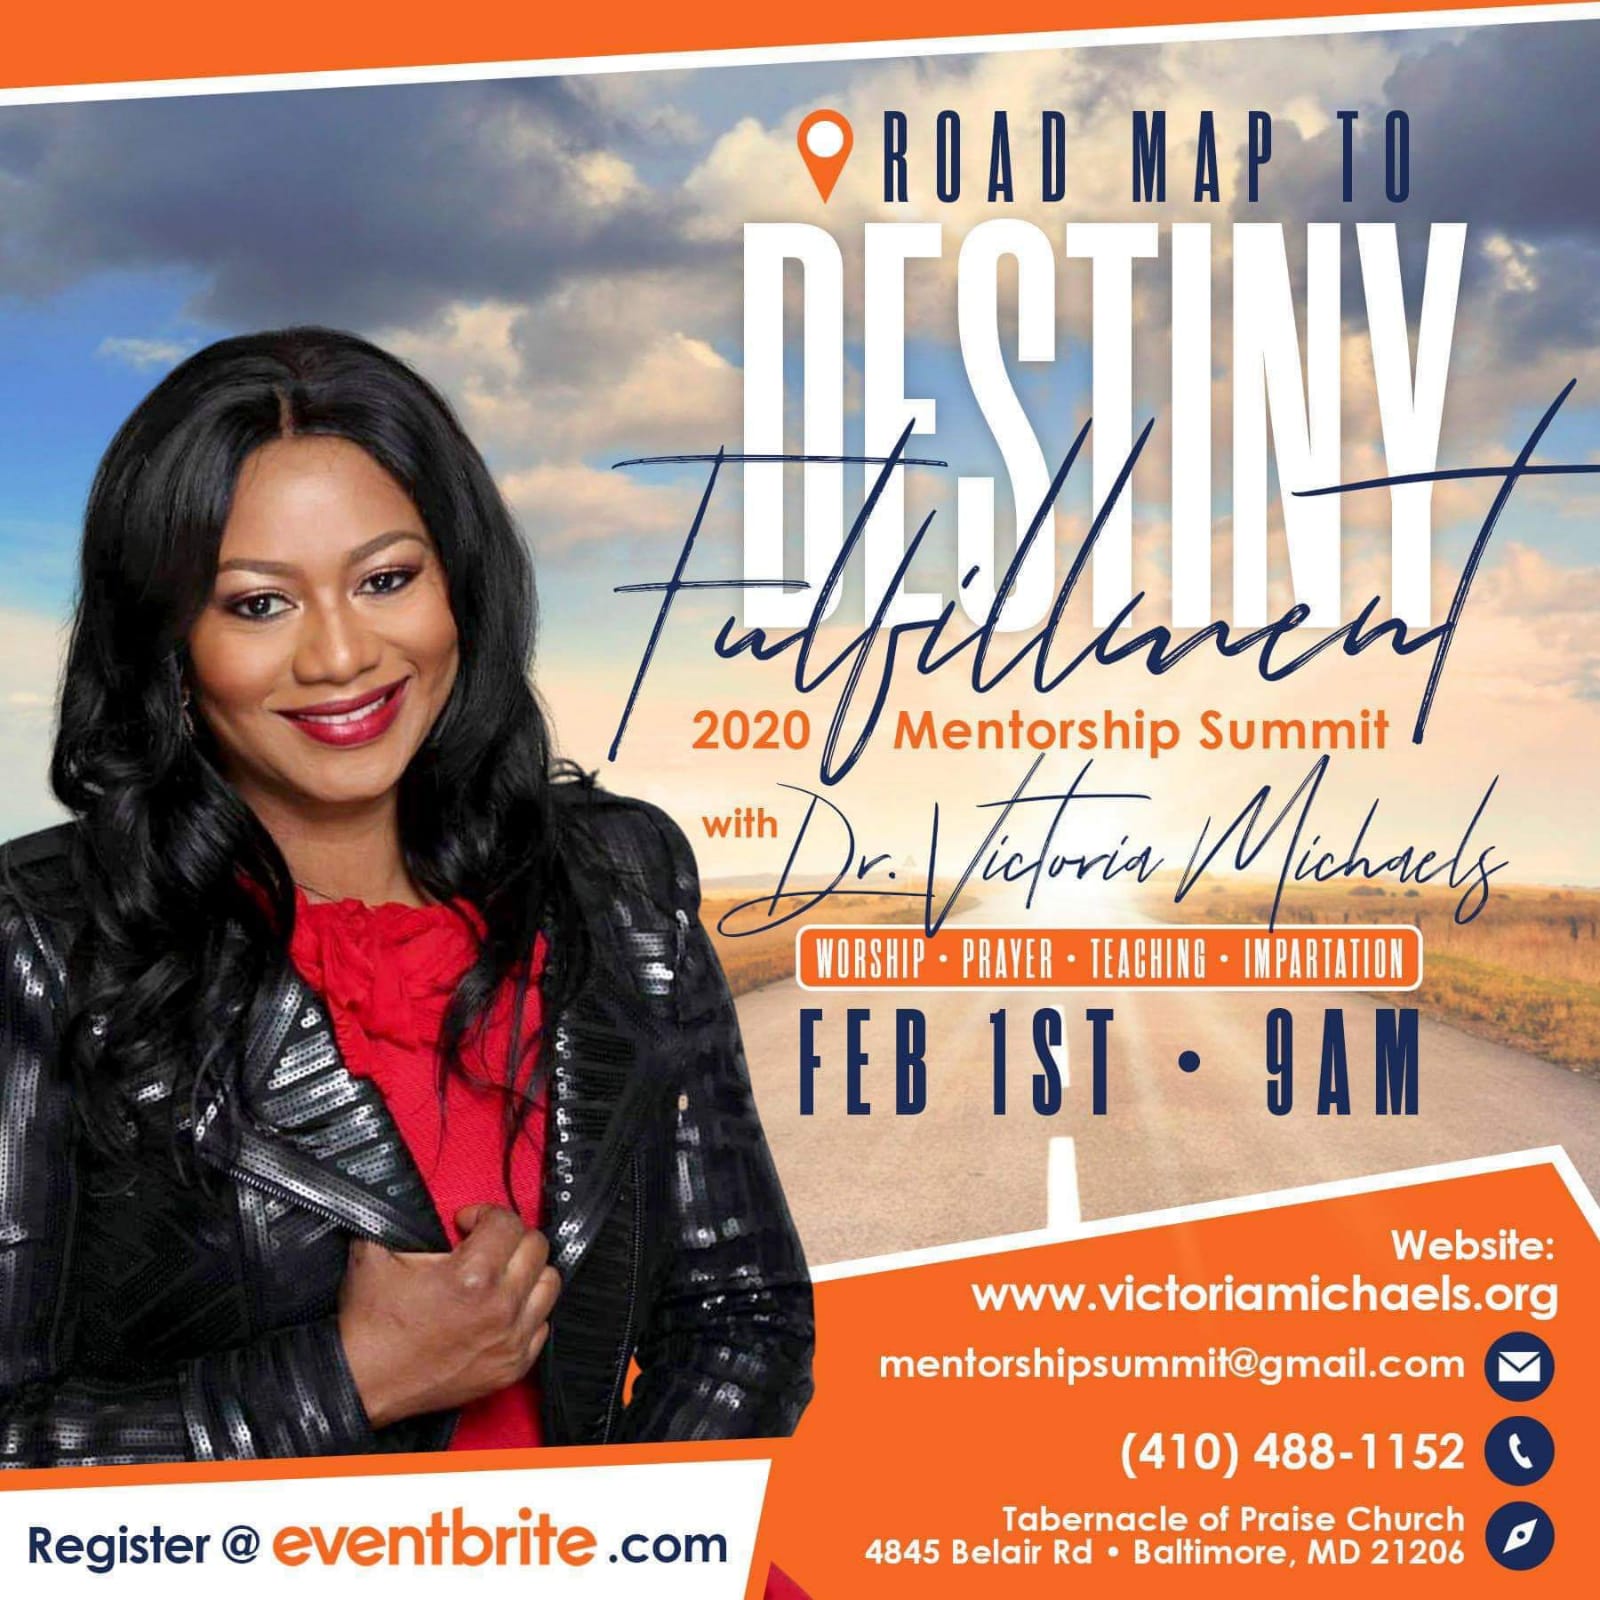 ROAD MAP TO
DESTINY
Fulfillment
2020 Mentorship Summit
with Dr. Victoria Michaels
WORSHIP • PRAYER • TEACHING • IMPARTATION
FEB 1ST • 9AM
Website:
www.victoriamichaels.org
mentorshipsummit@gmail.com
(410) 488-1152
Tabernacle of Praise Church
4845 Belair Rd • Baltimore, MD 21206
Register @ eventbrite.com